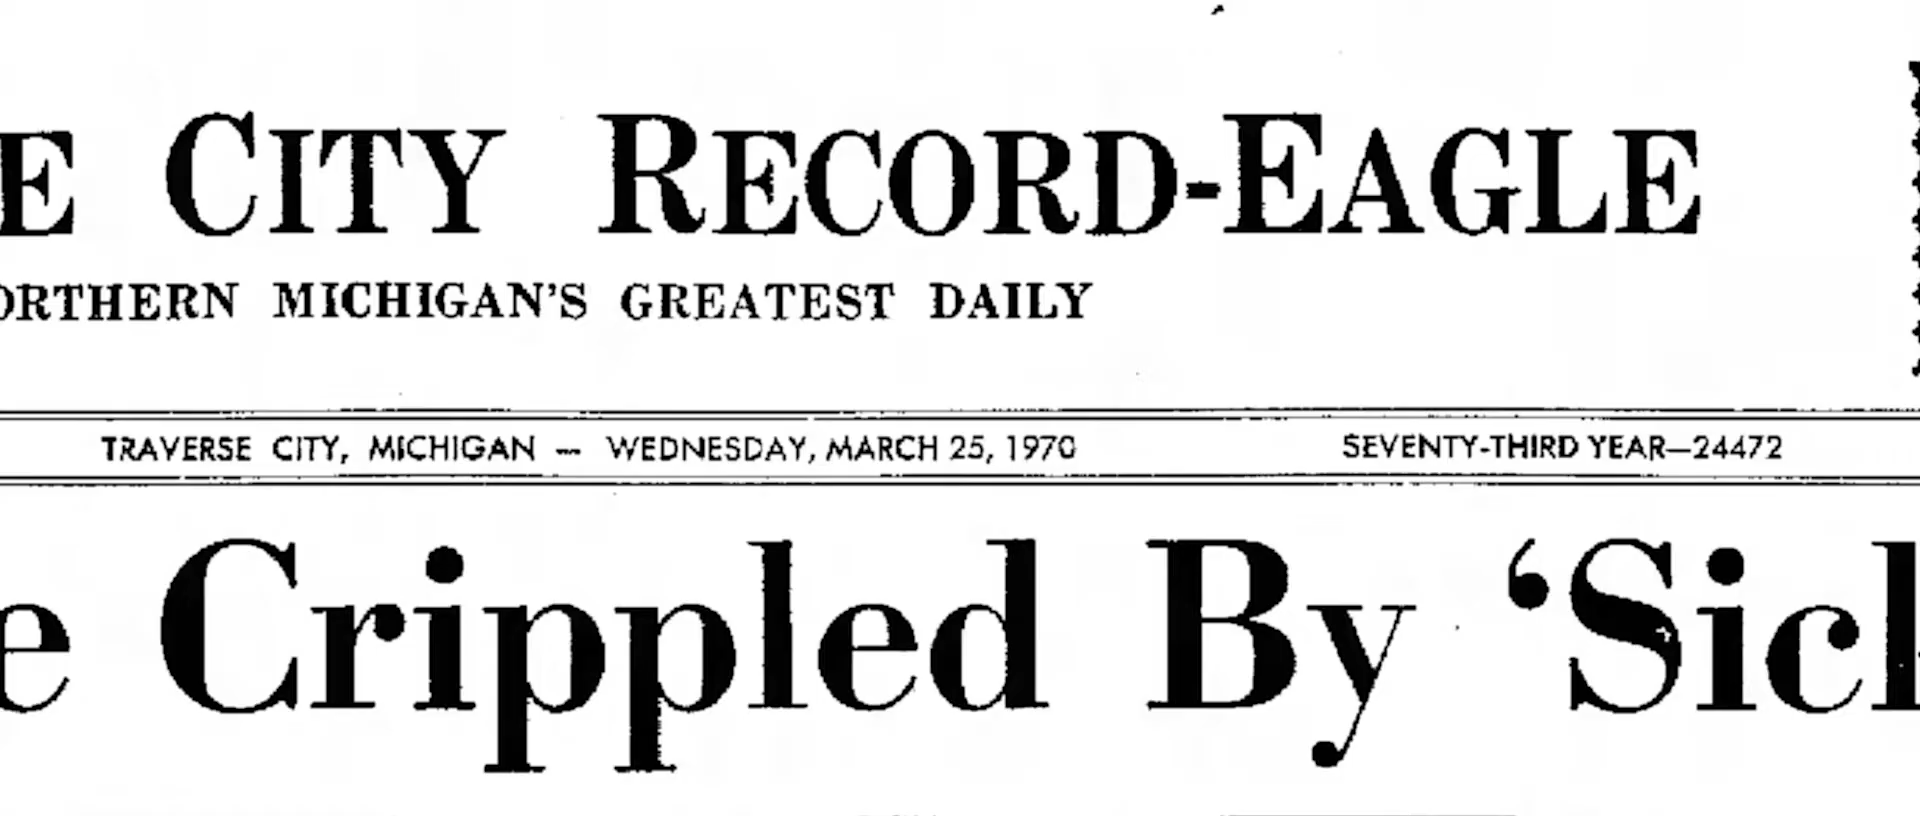 E CITY RECORD-EAGLE
ORTHERN MICHIGAN'S GREATEST DAILY
TRAVERSE CITY, MICHIGAN — WEDNESDAY, MARCH 25, 1970 SEVENTY-THIRD YEAR—24472
e Crippled By ‘Sick